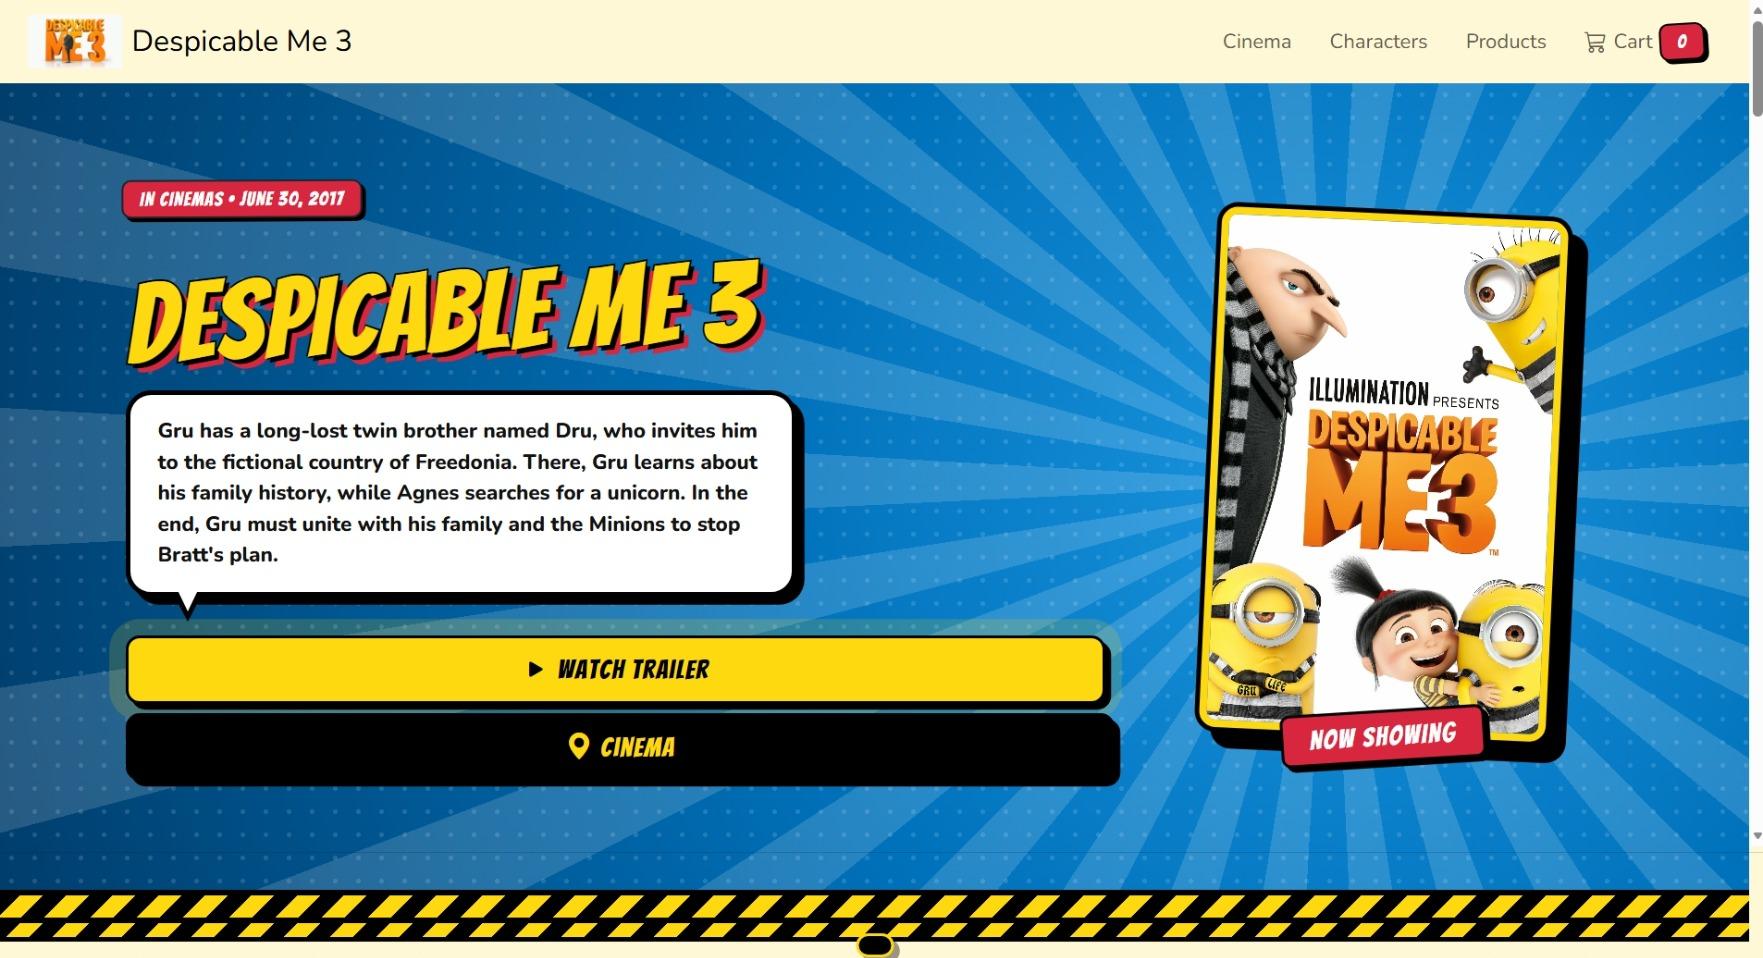 DESPICABLE
ME 3
Despicable Me 3
Cinema
Characters
Products
Cart
0
IN CINEMAS • JUNE 30, 2017
DESPICABLE ME 3
Gru has a long-lost twin brother named Dru, who invites him
to the fictional country of Freedonia. There, Gru learns about
his family history, while Agnes searches for a unicorn. In the
end, Gru must unite with his family and the Minions to stop
Bratt's plan.
WATCH TRAILER
CINEMA
ILLUMINATION PRESENTS
DESPICABLE
ME3
TM
GRU LIFE
NOW SHOWING